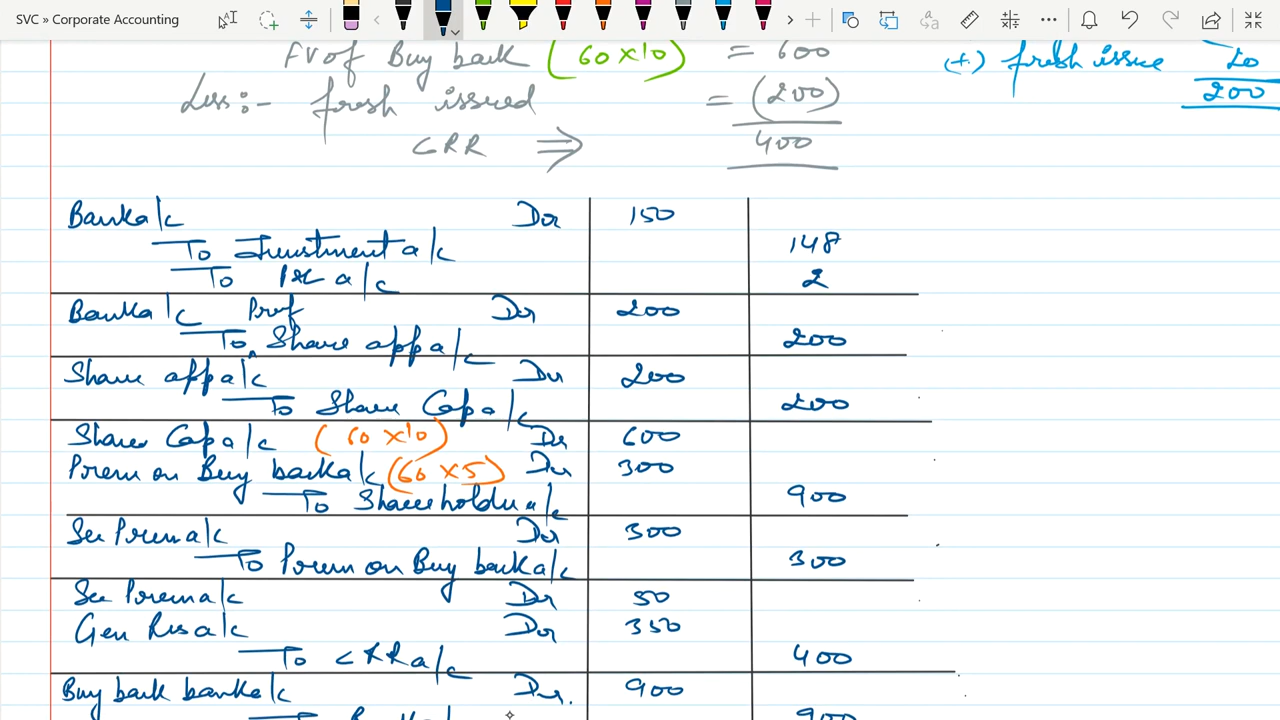 SVC » Corporate Accounting
FV of Buy back (60 x 10) = 600
(+) fresh issue 20
200
Less:- fresh issued = (200)
CRR ⇒ 400
Bank a/c Dr 150
To Investment a/c 148
To P&L a/c 2
Bank a/c Dr 200
To Pref Share app a/c 200
Share app a/c Dr 200
To Share Cap a/c 200
Share Cap a/c (60 x 10) Dr 600
Prem on Buy back a/c (60 x 5) Dr 300
To Shareholder a/c 900
Sec Prem a/c Dr 300
To Prem on Buy back a/c 300
Sec Prem a/c Dr 50
Gen Res a/c Dr 350
To CRR a/c 400
Buy back bank a/c Dr. 900
900